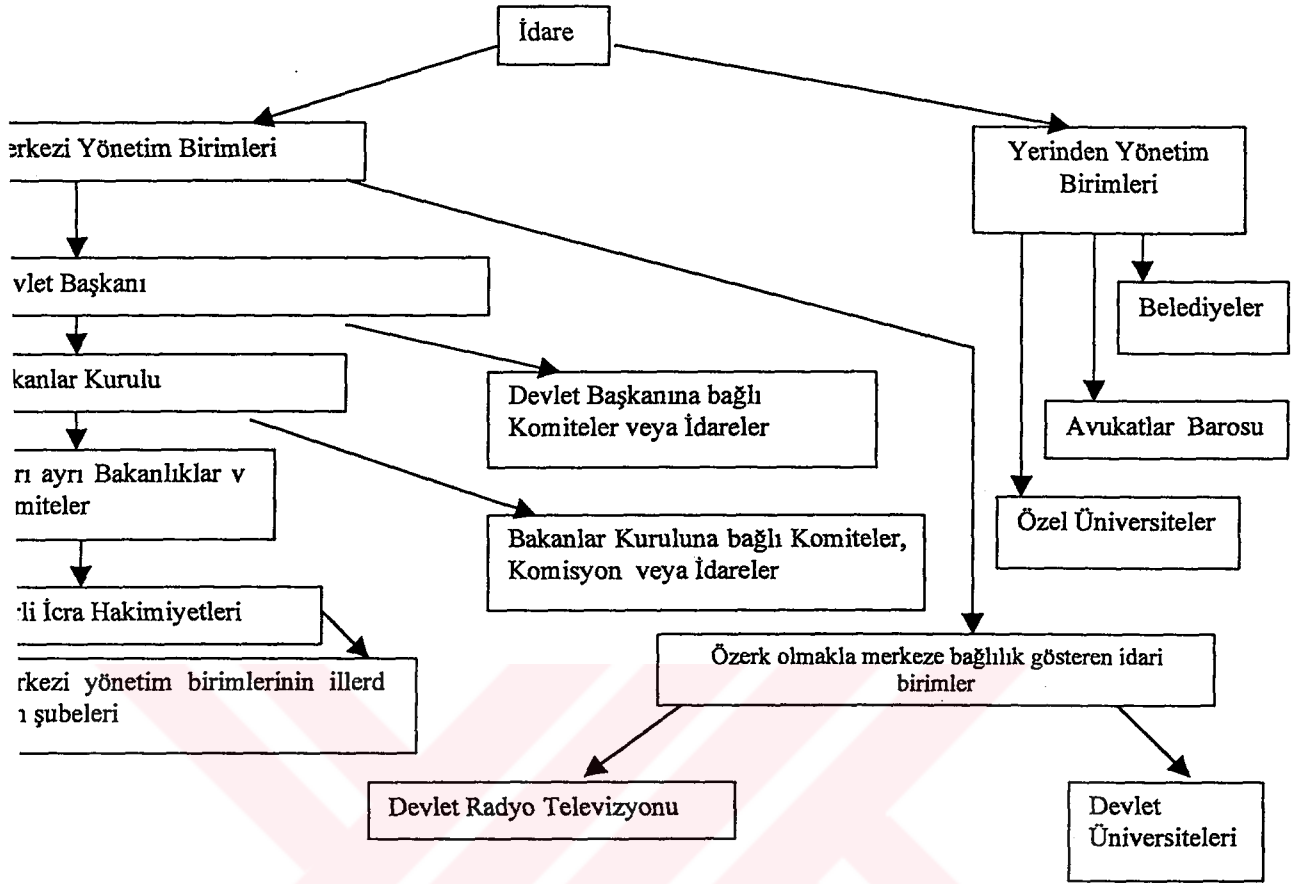 İdare
erkezi Yönetim Birimleri
Yerinden Yönetim
Birimleri
vlet Başkanı
Belediyeler
kanlar Kurulu
Devlet Başkanına bağlı
Komiteler veya İdareler
Avukatlar Barosu
rı ayrı Bakanlıklar v
miteler
Özel Üniversiteler
Bakanlar Kuruluna bağlı Komiteler,
Komisyon veya İdareler
rli İcra Hakimiyetleri
Özerk olmakla merkeze bağlılık gösteren idari
birimler
rkezi yönetim birimlerinin illerd
n şubeleri
Devlet Radyo Televizyonu
Devlet
Üniversiteleri